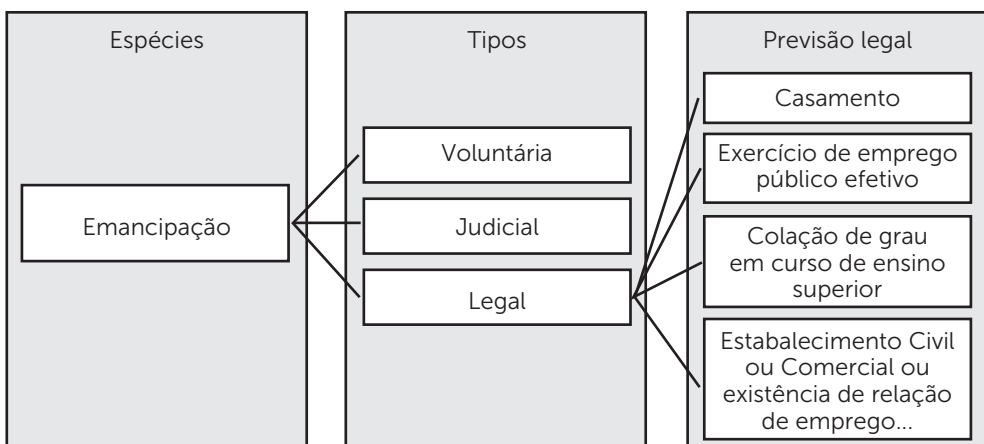 Espécies
Emancipação
Tipos
Voluntária
Judicial
Legal
Previsão legal
Casamento
Exercício de emprego
público efetivo
Colação de grau
em curso de ensino
superior
Estabalecimento Civil
ou Comercial ou
existência de relação
de emprego...